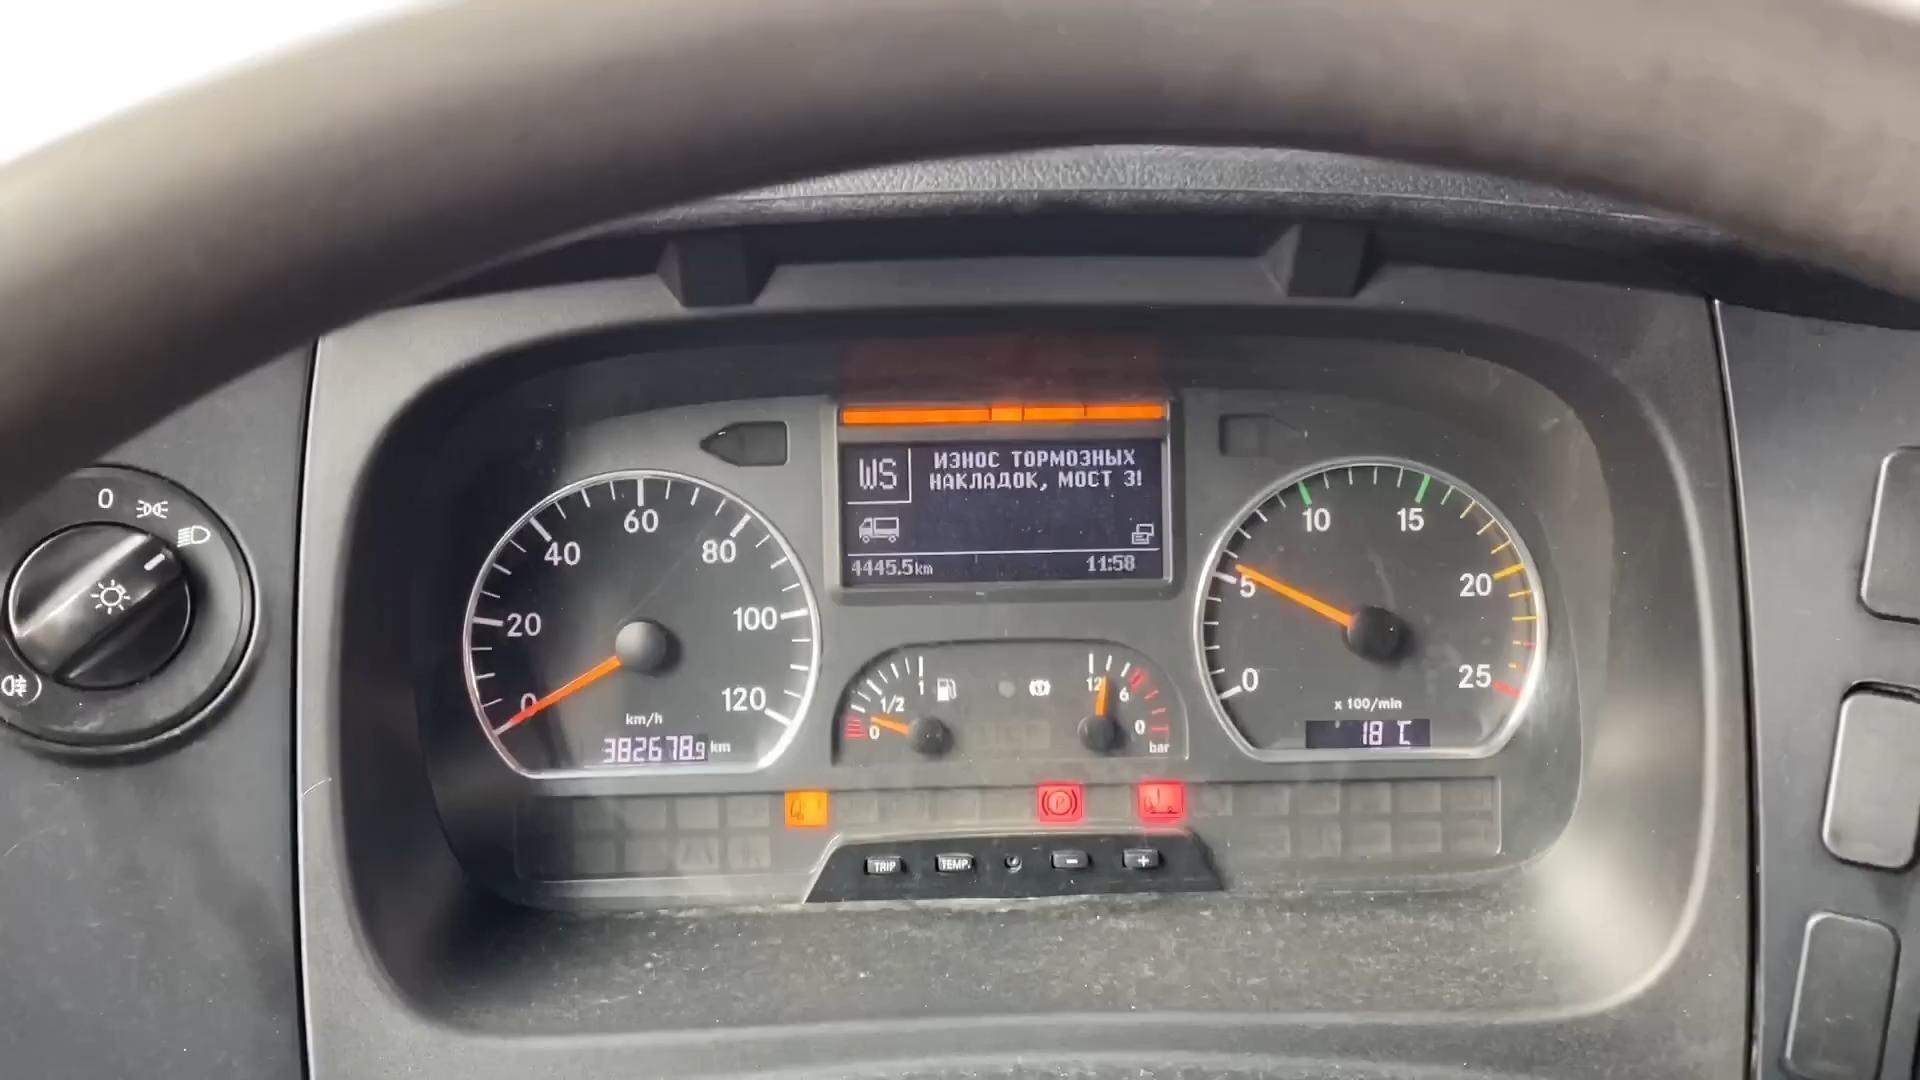 WS
ИЗНОС ТОРМОЗНЫХ
НАКЛАДОК, МОСТ 3!
4445.5km 11:58
0 20 40 60 80 100 120
km/h
382678.9 km
0 1/2 1
12 6 0
bar
0 5 10 15 20 25
x 100/min
18 C
P
TRIP TEMP. - +
0